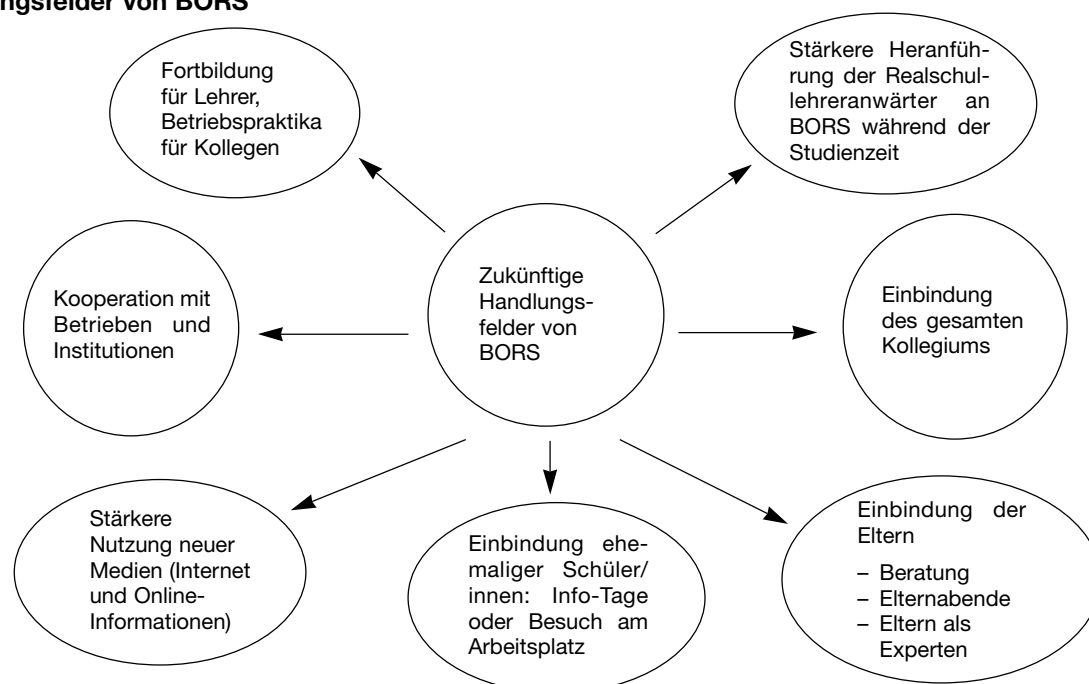 ngsfelder von BORS
Fortbildung
für Lehrer,
Betriebspraktika
für Kollegen
Stärkere Heranfüh-
rung der Realschul-
lehreranwärter an
BORS während der
Studienzeit
Kooperation mit
Betrieben und
Institutionen
Zukünftige
Handlungs-
felder von
BORS
Einbindung
des gesamten
Kollegiums
Stärkere
Nutzung neuer
Medien (Internet
und Online-
Informationen)
Einbindung ehe-
maliger Schüler/
innen: Info-Tage
oder Besuch am
Arbeitsplatz
Einbindung der
Eltern
– Beratung
– Elternabende
– Eltern als
Experten